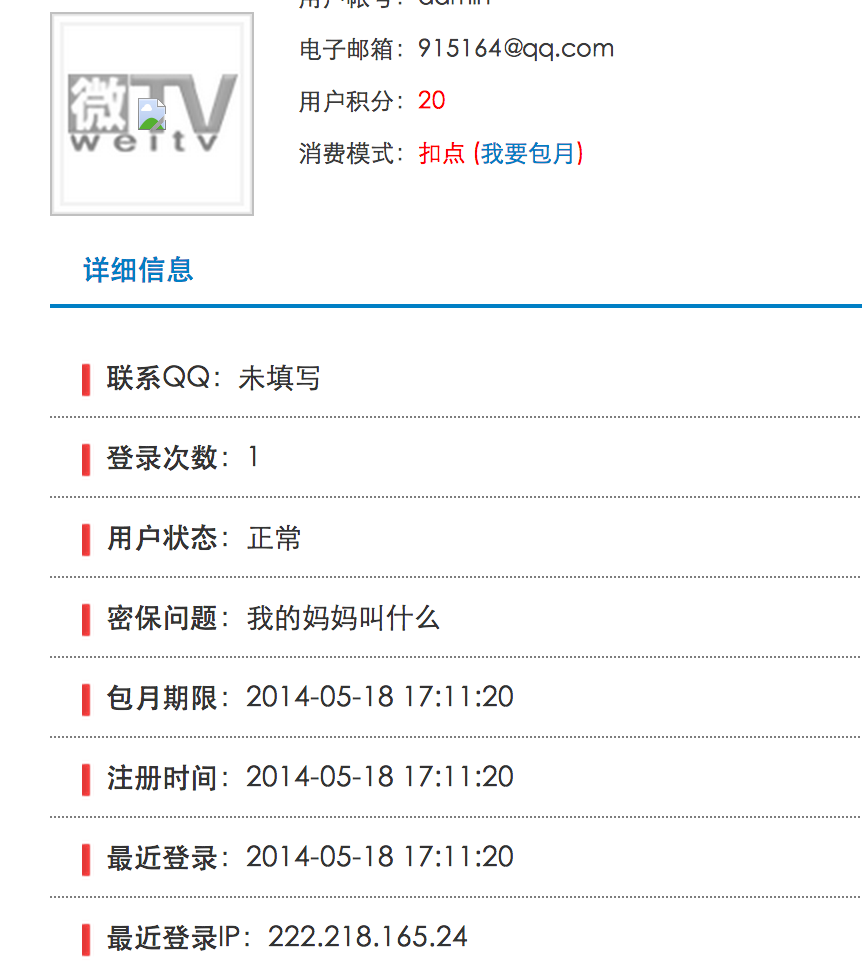 用户帐号：admin
电子邮箱：915164@qq.com
用户积分：20
消费模式：扣点 (我要包月)
微TV
weitv
详细信息
联系QQ：未填写
登录次数：1
用户状态：正常
密保问题：我的妈妈叫什么
包月期限：2014-05-18 17:11:20
注册时间：2014-05-18 17:11:20
最近登录：2014-05-18 17:11:20
最近登录IP：222.218.165.24